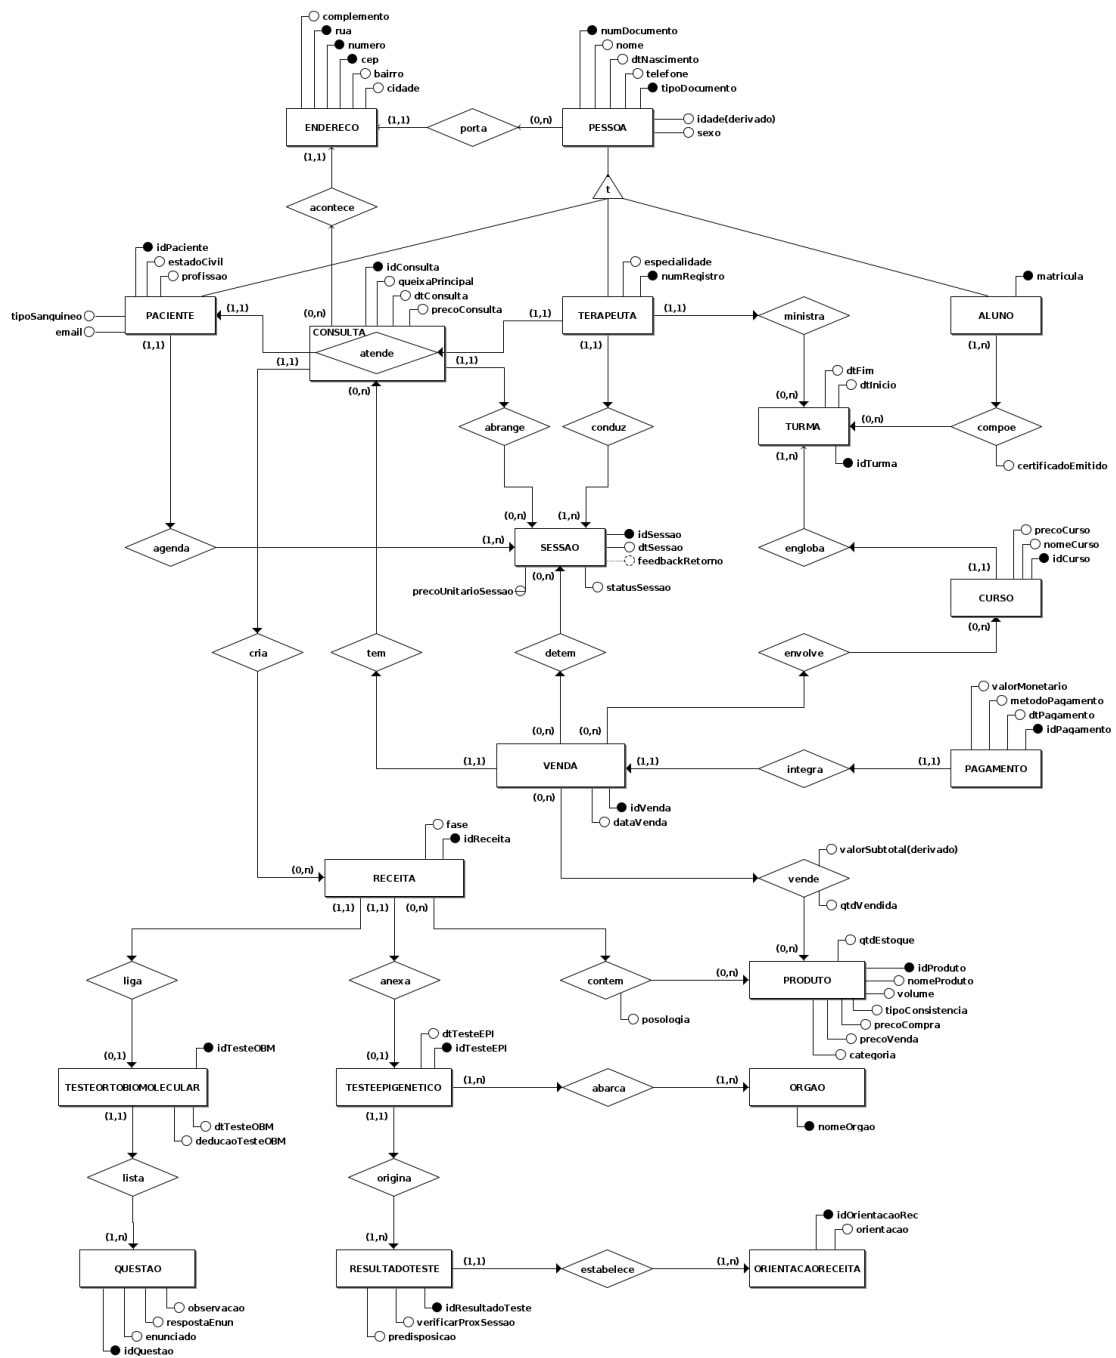 complemento
rua
numero
cep
bairro
cidade
numDocumento
nome
dtNascimento
telefone
tipoDocumento
ENDERECO
(1,1)
porta
(0,n)
PESSOA
idade(derivado)
sexo
(1,1)
t
acontece
idPaciente
estadoCivil
profissao
tipoSanguineo
email
PACIENTE
(1,1)
(1,1)
(0,n)
idConsulta
queixaPrincipal
dtConsulta
precoConsulta
CONSULTA
atende
(1,1)
(1,1)
(0,n)
especialidade
numRegistro
(1,1)
TERAPEUTA
(1,1)
(1,1)
ministra
matricula
ALUNO
(1,n)
dtFim
dtInicio
(0,n)
TURMA
(0,n)
(1,n)
idTurma
compoe
certificadoEmitido
abrange
conduz
(0,n)
(1,n)
agenda
(1,n)
SESSAO
idSessao
dtSessao
feedbackRetorno
(0,n)
precoUnitarioSessao
statusSessao
engloba
precoCurso
nomeCurso
idCurso
(1,1)
CURSO
(0,n)
cria
tem
detem
envolve
(0,n)
(0,n)
valorMonetario
metodoPagamento
dtPagamento
idPagamento
(1,1)
VENDA
(1,1)
integra
(1,1)
PAGAMENTO
(0,n)
idVenda
dataVenda
fase
idReceita
(0,n)
RECEITA
(1,1)
(1,1)
(0,n)
valorSubtotal(derivado)
vende
qtdVendida
(0,n)
qtdEstoque
liga
anexa
contem
posologia
(0,n)
PRODUTO
idProduto
nomeProduto
volume
tipoConsistencia
precoCompra
precoVenda
categoria
(0,1)
idTesteOBM
TESTEORTOBIOMOLECULAR
(1,1)
dtTesteOBM
deducaoTesteOBM
dtTesteEPI
idTesteEPI
(0,1)
TESTEEPIGENETICO
(1,n)
(1,1)
abarca
(1,n)
ORGAO
nomeOrgao
lista
origina
idOrientacaoRec
orientacao
(1,n)
QUESTAO
observacao
respostaEnun
enunciado
idQuestao
(1,n)
RESULTADOTESTE
(1,1)
idResultadoTeste
verificarProxSessao
predisposicao
estabelece
(1,n)
ORIENTACAORECEITA